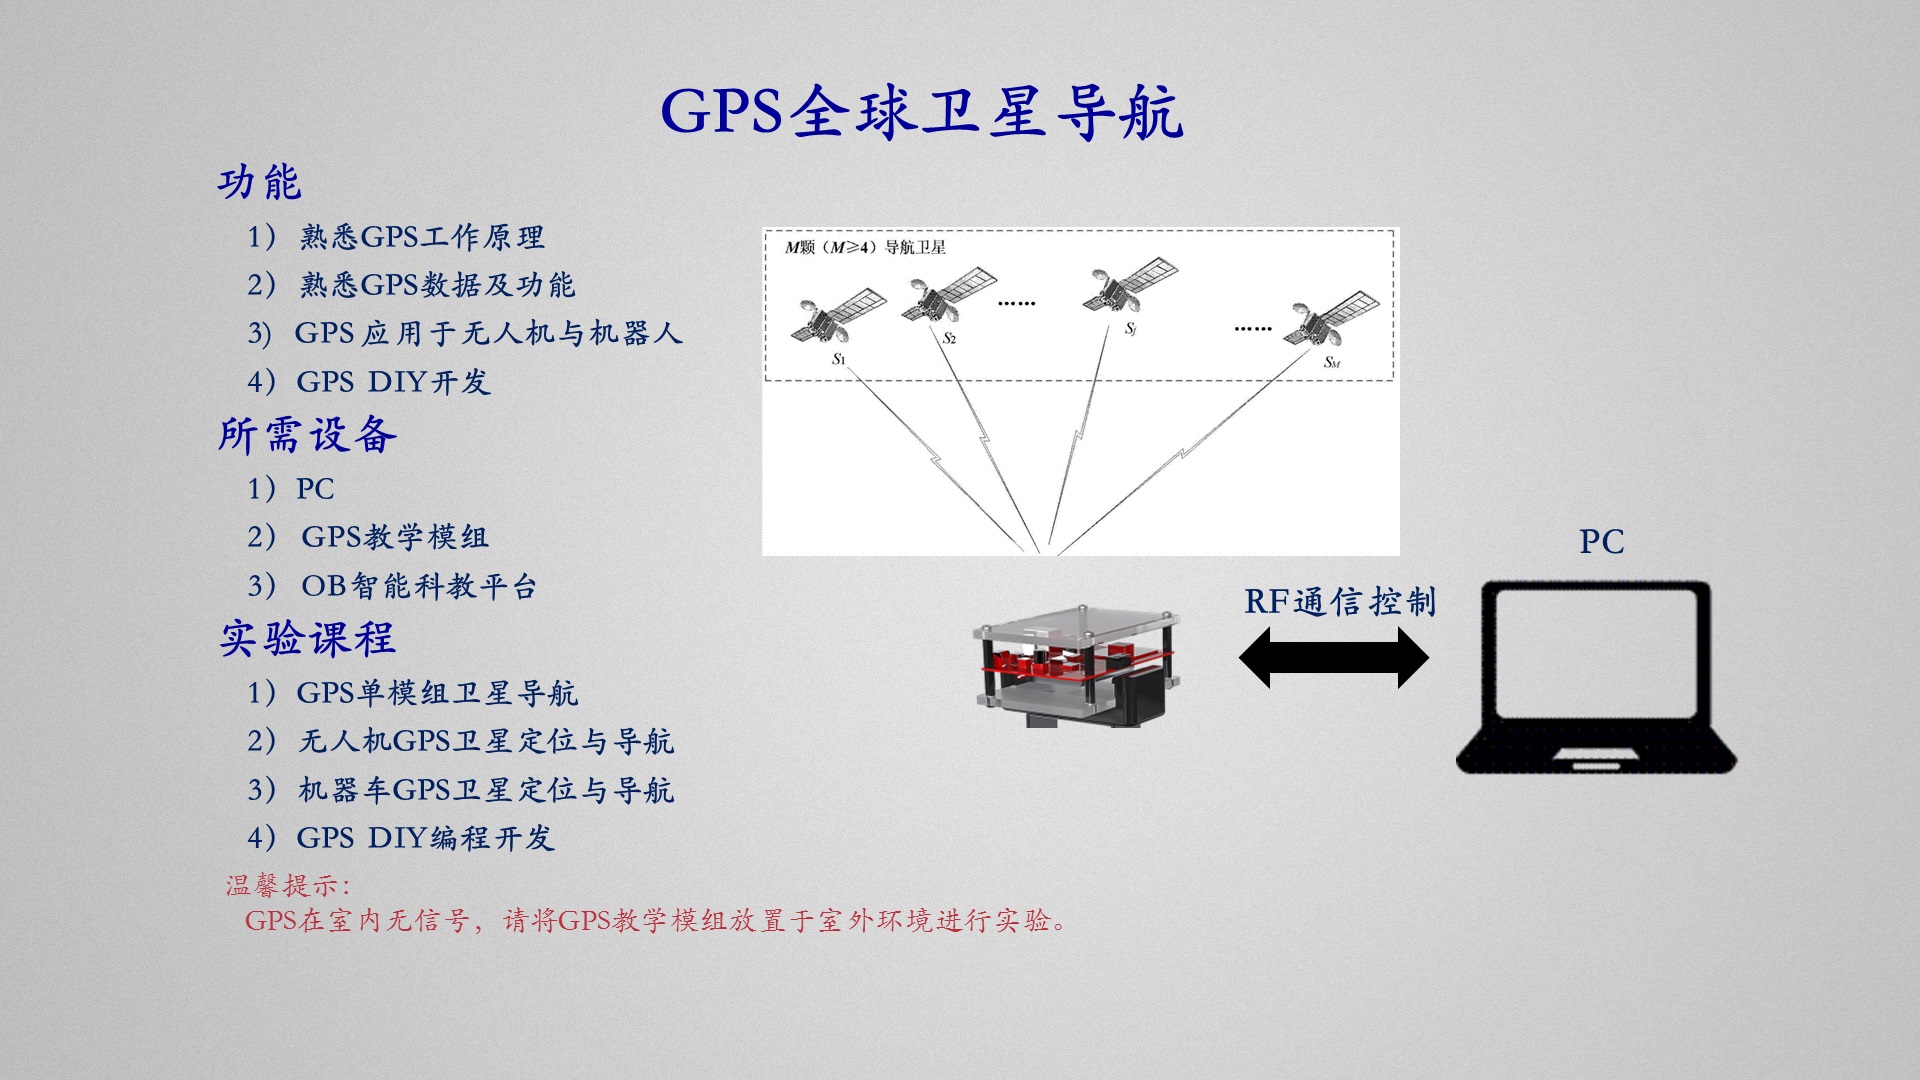 GPS全球卫星导航
功能
1) 熟悉GPS工作原理
2) 熟悉GPS数据及功能
3) GPS应用于无人机与机器人
4) GPS DIY开发
所需设备
1) PC
2) GPS教学模组
3) OB智能科教平台
实验课程
1) GPS单模组卫星导航
2) 无人机GPS卫星定位与导航
3) 机器车GPS卫星定位与导航
4) GPS DIY编程开发
温馨提示:
GPS在室内无信号，请将GPS教学模组放置于室外环境进行实验。
M颗（M≥4）导航卫星
S1
S2
……
Sj
……
SM
RF通信控制
PC